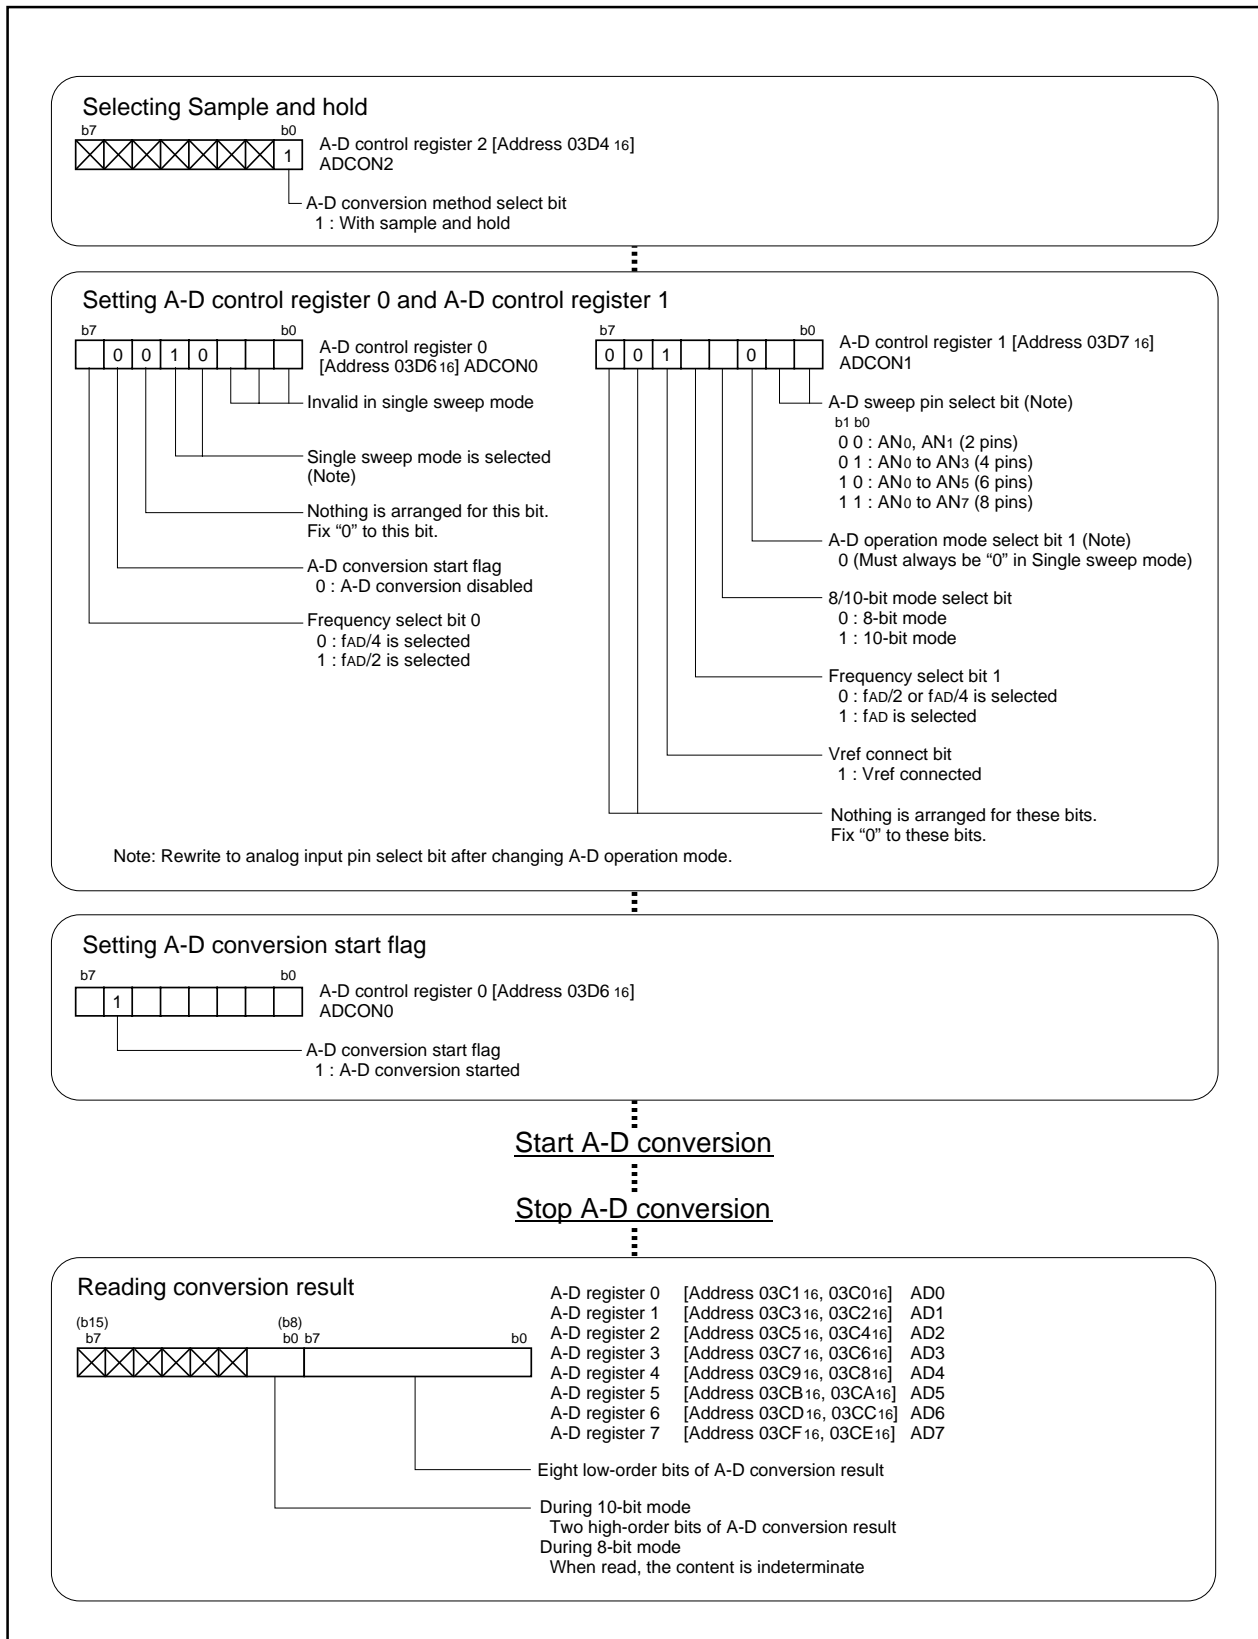 Selecting Sample and hold
b7 b0
1
A-D control register 2 [Address 03D4 16]
ADCON2
A-D conversion method select bit
1 : With sample and hold
Setting A-D control register 0 and A-D control register 1
b7 b0
0 0 1 0
A-D control register 0
[Address 03D6 16] ADCON0
Invalid in single sweep mode
Single sweep mode is selected
(Note)
Nothing is arranged for this bit.
Fix “0” to this bit.
A-D conversion start flag
0 : A-D conversion disabled
Frequency select bit 0
0 : fAD/4 is selected
1 : fAD/2 is selected
b7 b0
0 0 1 0
A-D control register 1 [Address 03D7 16]
ADCON1
A-D sweep pin select bit (Note)
b1 b0
0 0 : AN0, AN1 (2 pins)
0 1 : AN0 to AN3 (4 pins)
1 0 : AN0 to AN5 (6 pins)
1 1 : AN0 to AN7 (8 pins)
A-D operation mode select bit 1 (Note)
0 (Must always be “0” in Single sweep mode)
8/10-bit mode select bit
0 : 8-bit mode
1 : 10-bit mode
Frequency select bit 1
0 : fAD/2 or fAD/4 is selected
1 : fAD is selected
Vref connect bit
1 : Vref connected
Nothing is arranged for these bits.
Fix “0” to these bits.
Note: Rewrite to analog input pin select bit after changing A-D operation mode.
Setting A-D conversion start flag
b7 b0
1
A-D control register 0 [Address 03D6 16]
ADCON0
A-D conversion start flag
1 : A-D conversion started
Start A-D conversion
Stop A-D conversion
Reading conversion result
(b15) (b8)
b7 b0 b7 b0
A-D register 0 [Address 03C1 16, 03C0 16] AD0
A-D register 1 [Address 03C3 16, 03C2 16] AD1
A-D register 2 [Address 03C5 16, 03C4 16] AD2
A-D register 3 [Address 03C7 16, 03C6 16] AD3
A-D register 4 [Address 03C9 16, 03C8 16] AD4
A-D register 5 [Address 03CB 16, 03CA 16] AD5
A-D register 6 [Address 03CD 16, 03CC 16] AD6
A-D register 7 [Address 03CF 16, 03CE 16] AD7
Eight low-order bits of A-D conversion result
During 10-bit mode
Two high-order bits of A-D conversion result
During 8-bit mode
When read, the content is indeterminate